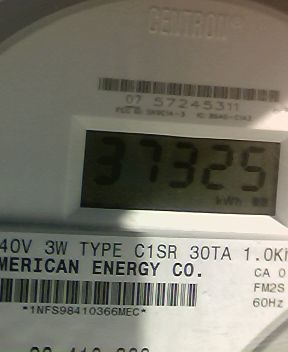 CENTRON®
07 57245311
37325
kWh
40V 3W TYPE C1SR 30TA 1.0Kh
MERICAN ENERGY CO.
CA 0
FM2S
60Hz
*1NFS98410366MEC*